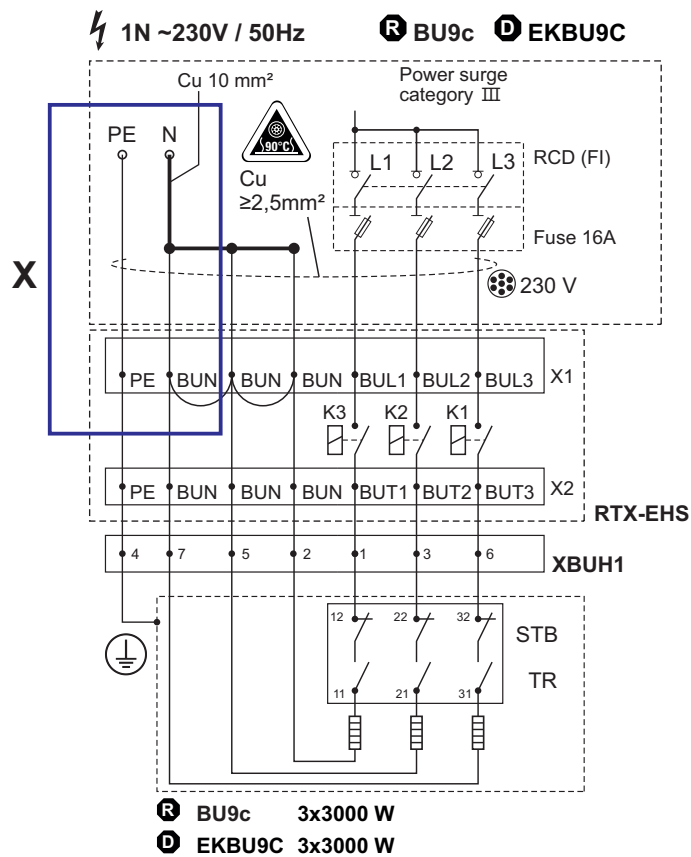 1N ~230V / 50Hz R BU9c D EKBU9C
Cu 10 mm²
Power surge
category III
PE N
90°C
L1 L2 L3 RCD (FI)
Cu
≥2,5mm²
Fuse 16A
X
230 V
PE BUN BUN BUN BUL1 BUL2 BUL3 X1
K3 K2 K1
PE BUN BUN BUN BUT1 BUT2 BUT3 X2
RTX-EHS
4 7 5 2 1 3 6 XBUH1
12 22 32 STB
TR
11 21 31
R BU9c 3x3000 W
D EKBU9C 3x3000 W